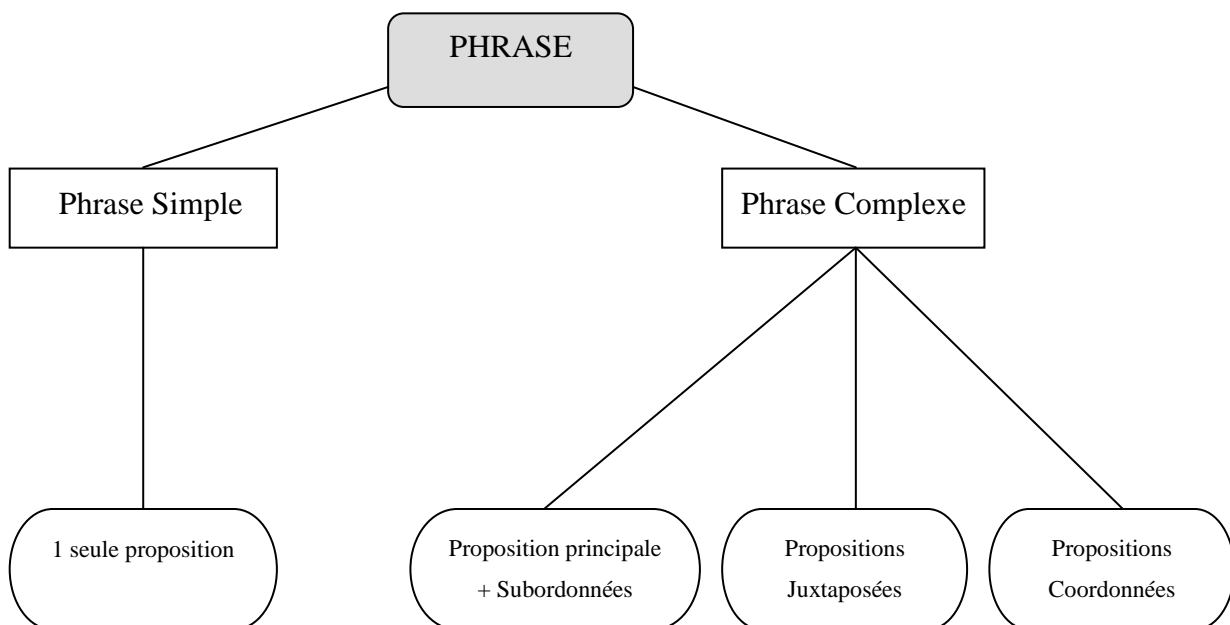 PHRASE
Phrase Simple
Phrase Complexe
1 seule proposition
Proposition principale
+ Subordonnées
Propositions
Juxtaposées
Propositions
Coordonnées